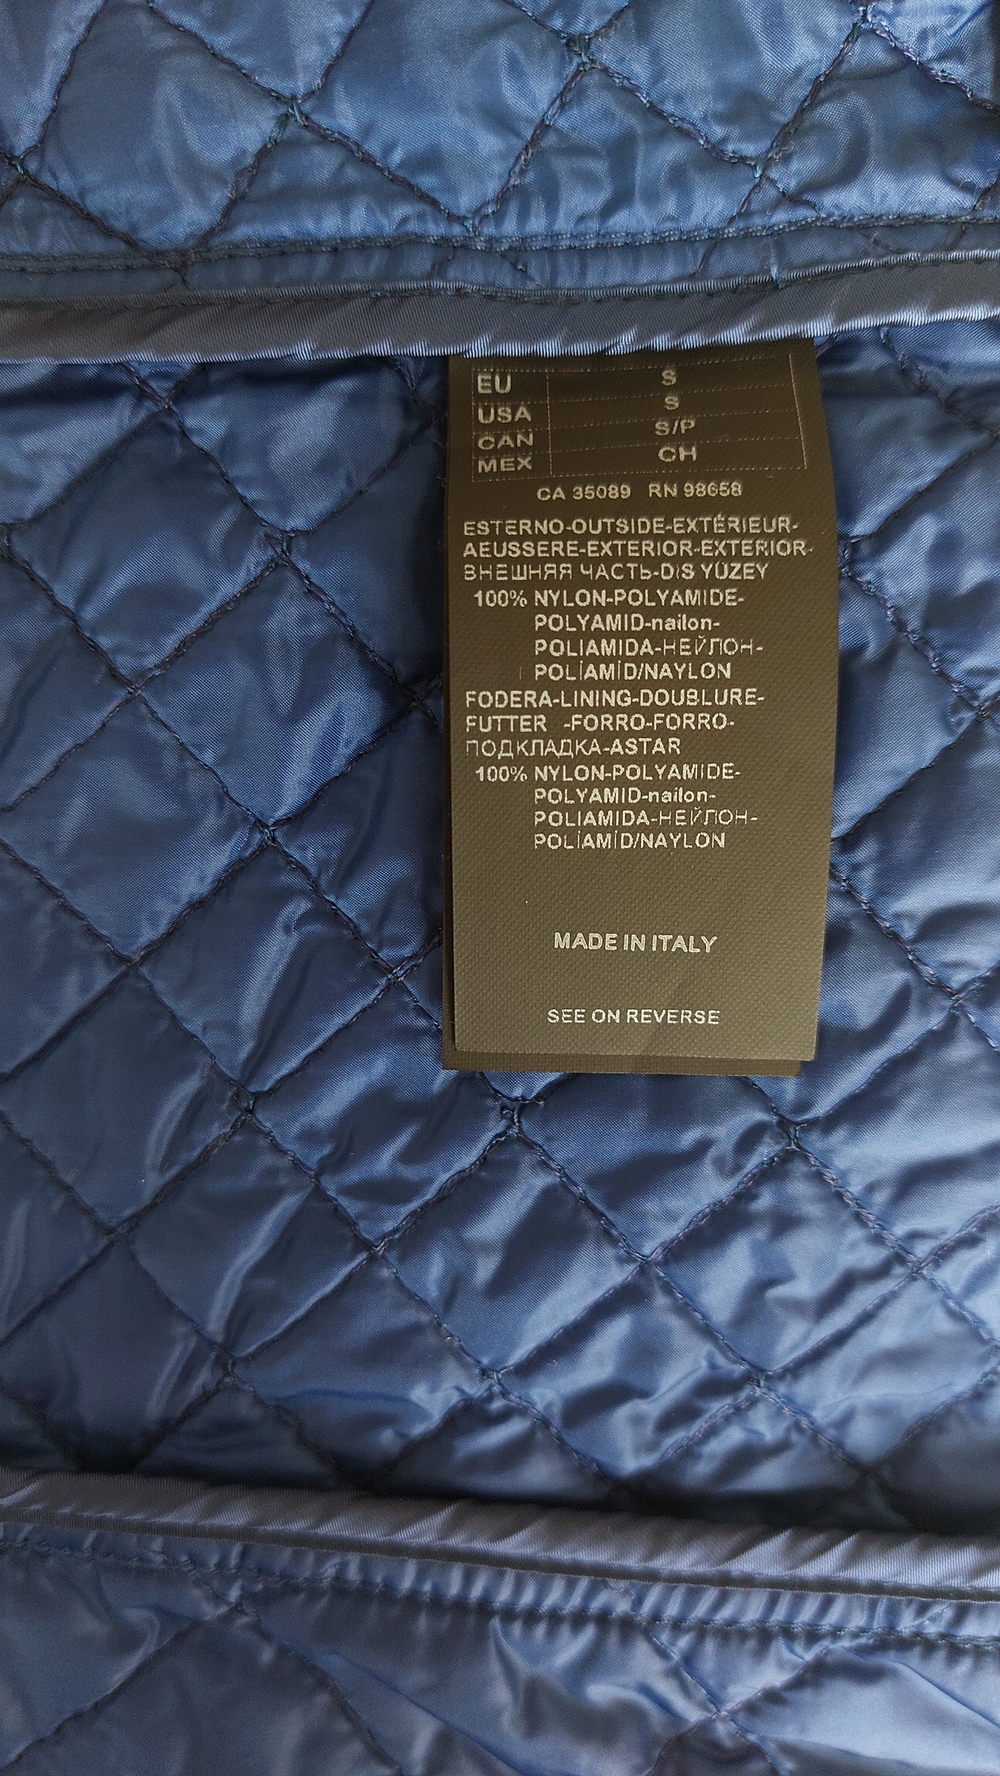 EU S
USA S
CAN S/P
MEX CH
CA 35089 RN 98658
ESTERNO-OUTSIDE-EXTÉRIEUR-
AEUSSERE-EXTERIOR-EXTERIOR-
ВНЕШНЯЯ ЧАСТЬ-DIS YÜZEY
100% NYLON-POLYAMIDE-
POLYAMID-nailon-
POLIAMIDA-НЕЙЛОН-
POLİAMİD/NAYLON
FODERA-LINING-DOUBLURE-
FUTTER -FORRO-FORRO-
ПОДКЛАДКА-ASTAR
100% NYLON-POLYAMIDE-
POLYAMID-nailon-
POLIAMIDA-НЕЙЛОН-
POLİAMİD/NAYLON
MADE IN ITALY
SEE ON REVERSE